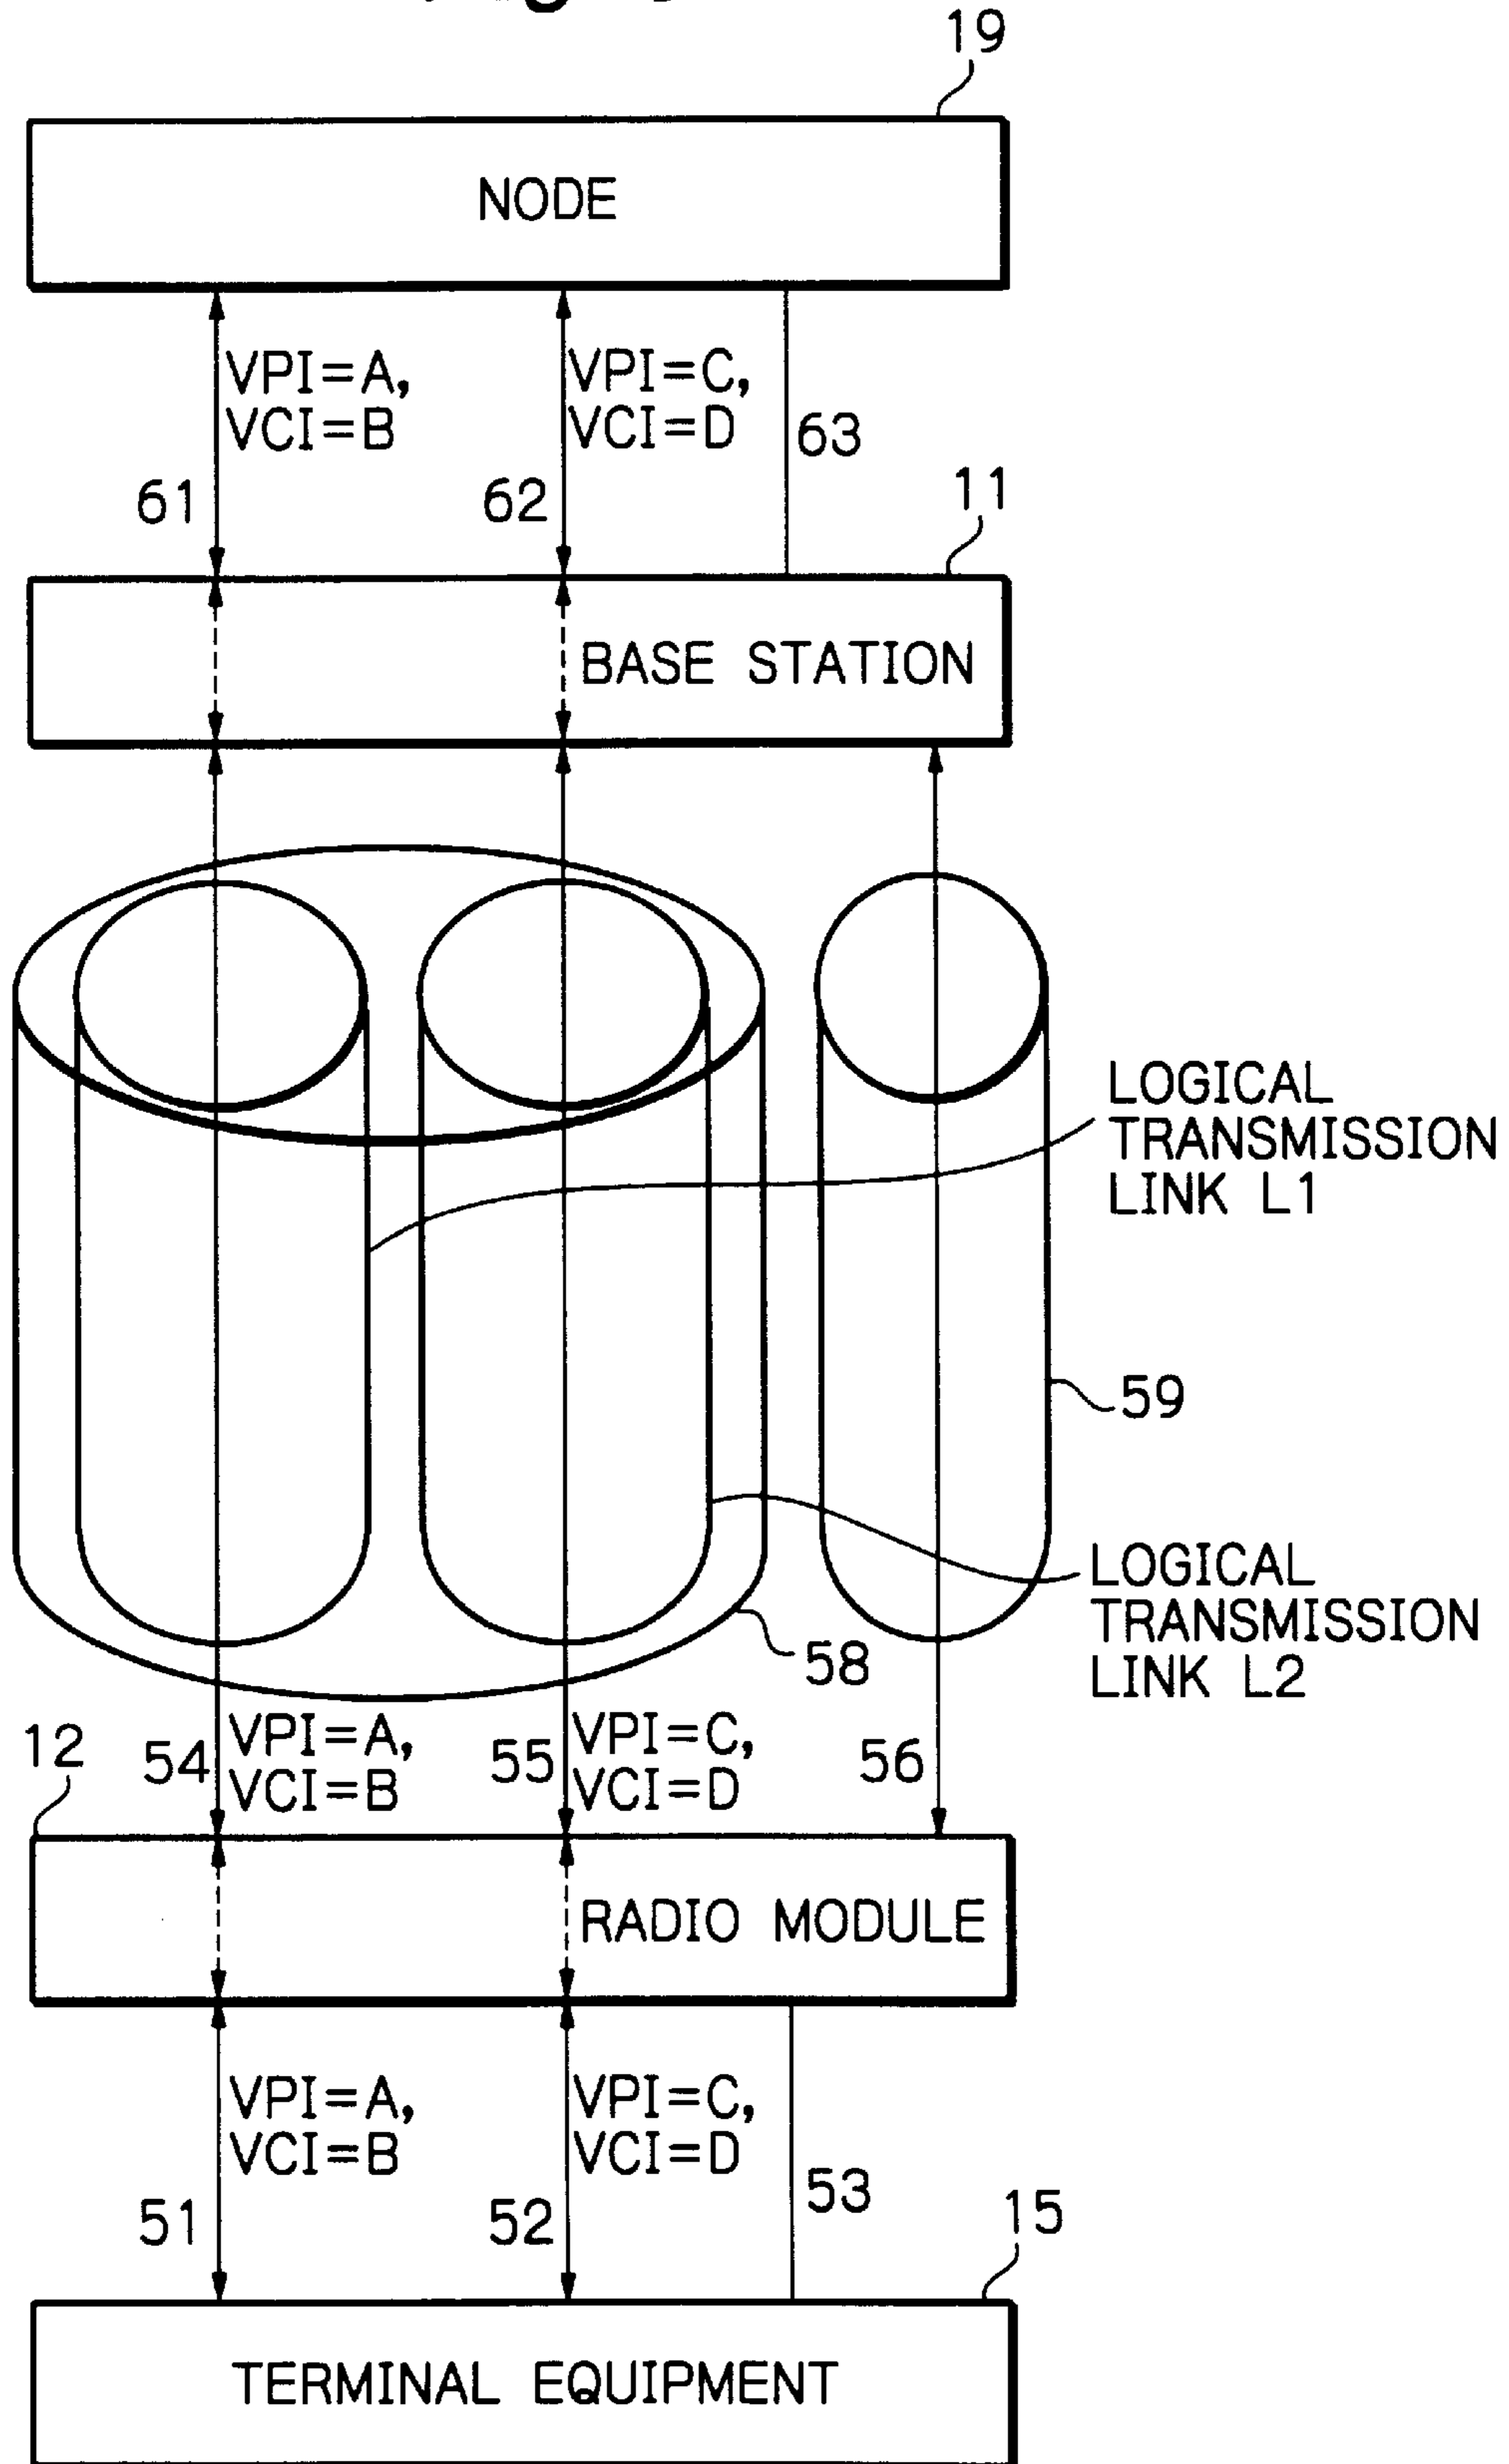 19
NODE
VPI=A,
VCI=B
VPI=C,
VCI=D
63
61
62
11
BASE STATION
LOGICAL
TRANSMISSION
LINK L1
59
LOGICAL
TRANSMISSION
LINK L2
58
12
54
VPI=A,
VCI=B
55
VPI=C,
VCI=D
56
RADIO MODULE
VPI=A,
VCI=B
VPI=C,
VCI=D
53
51
52
15
TERMINAL EQUIPMENT